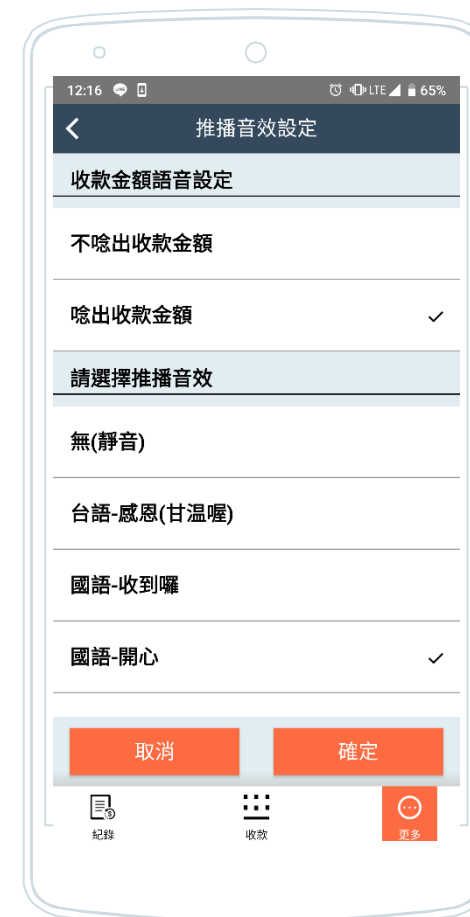 12:16 LTE 65%
推播音效設定
收款金額語音設定
不唸出收款金額
唸出收款金額
請選擇推播音效
無(靜音)
台語-感恩(甘温喔)
國語-收到囉
國語-開心
取消 確定
紀錄 收款 更多